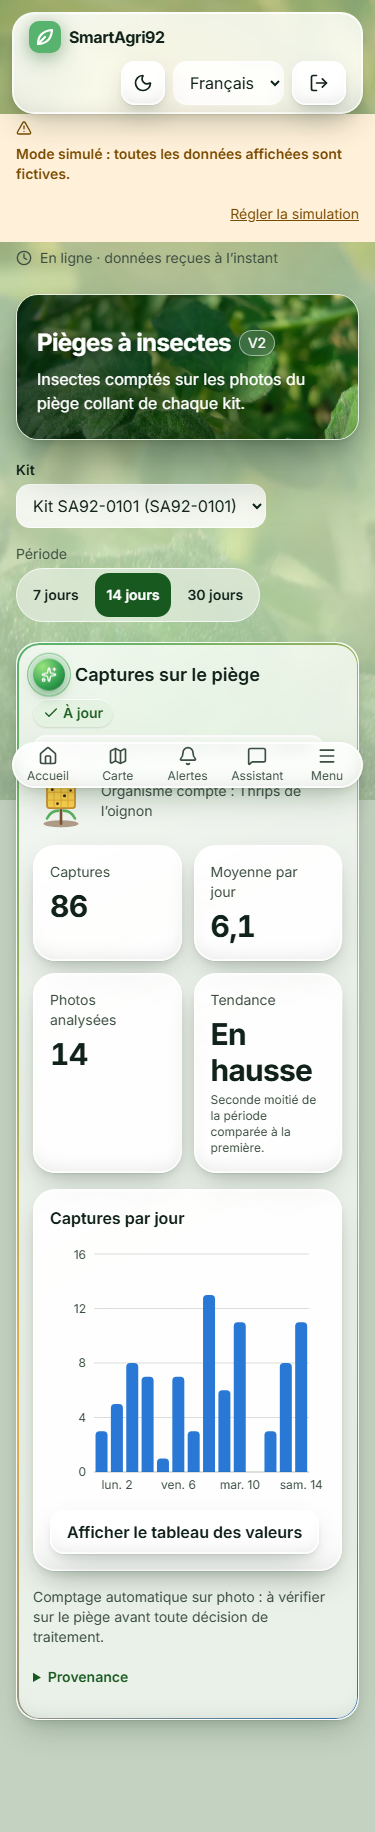 SmartAgri92
Français
Mode simulé : toutes les données affichées sont
fictives.
Régler la simulation
En ligne · données reçues à l’instant
Pièges à insectes V2
Insectes comptés sur les photos du
piège collant de chaque kit.
Kit
Kit SA92-0101 (SA92-0101)
Période
7 jours 14 jours 30 jours
Captures sur le piège
À jour
Accueil Carte Alertes Assistant Menu
Organisme compté : Thrips de
l’oignon
Captures
86
Moyenne par
jour
6,1
Photos
analysées
14
Tendance
En
hausse
Seconde moitié de
la période
comparée à la
première.
Captures par jour
16
12
8
4
0
lun. 2 ven. 6 mar. 10 sam. 14
Afficher le tableau des valeurs
Comptage automatique sur photo : à vérifier
sur le piège avant toute décision de
traitement.
Provenance